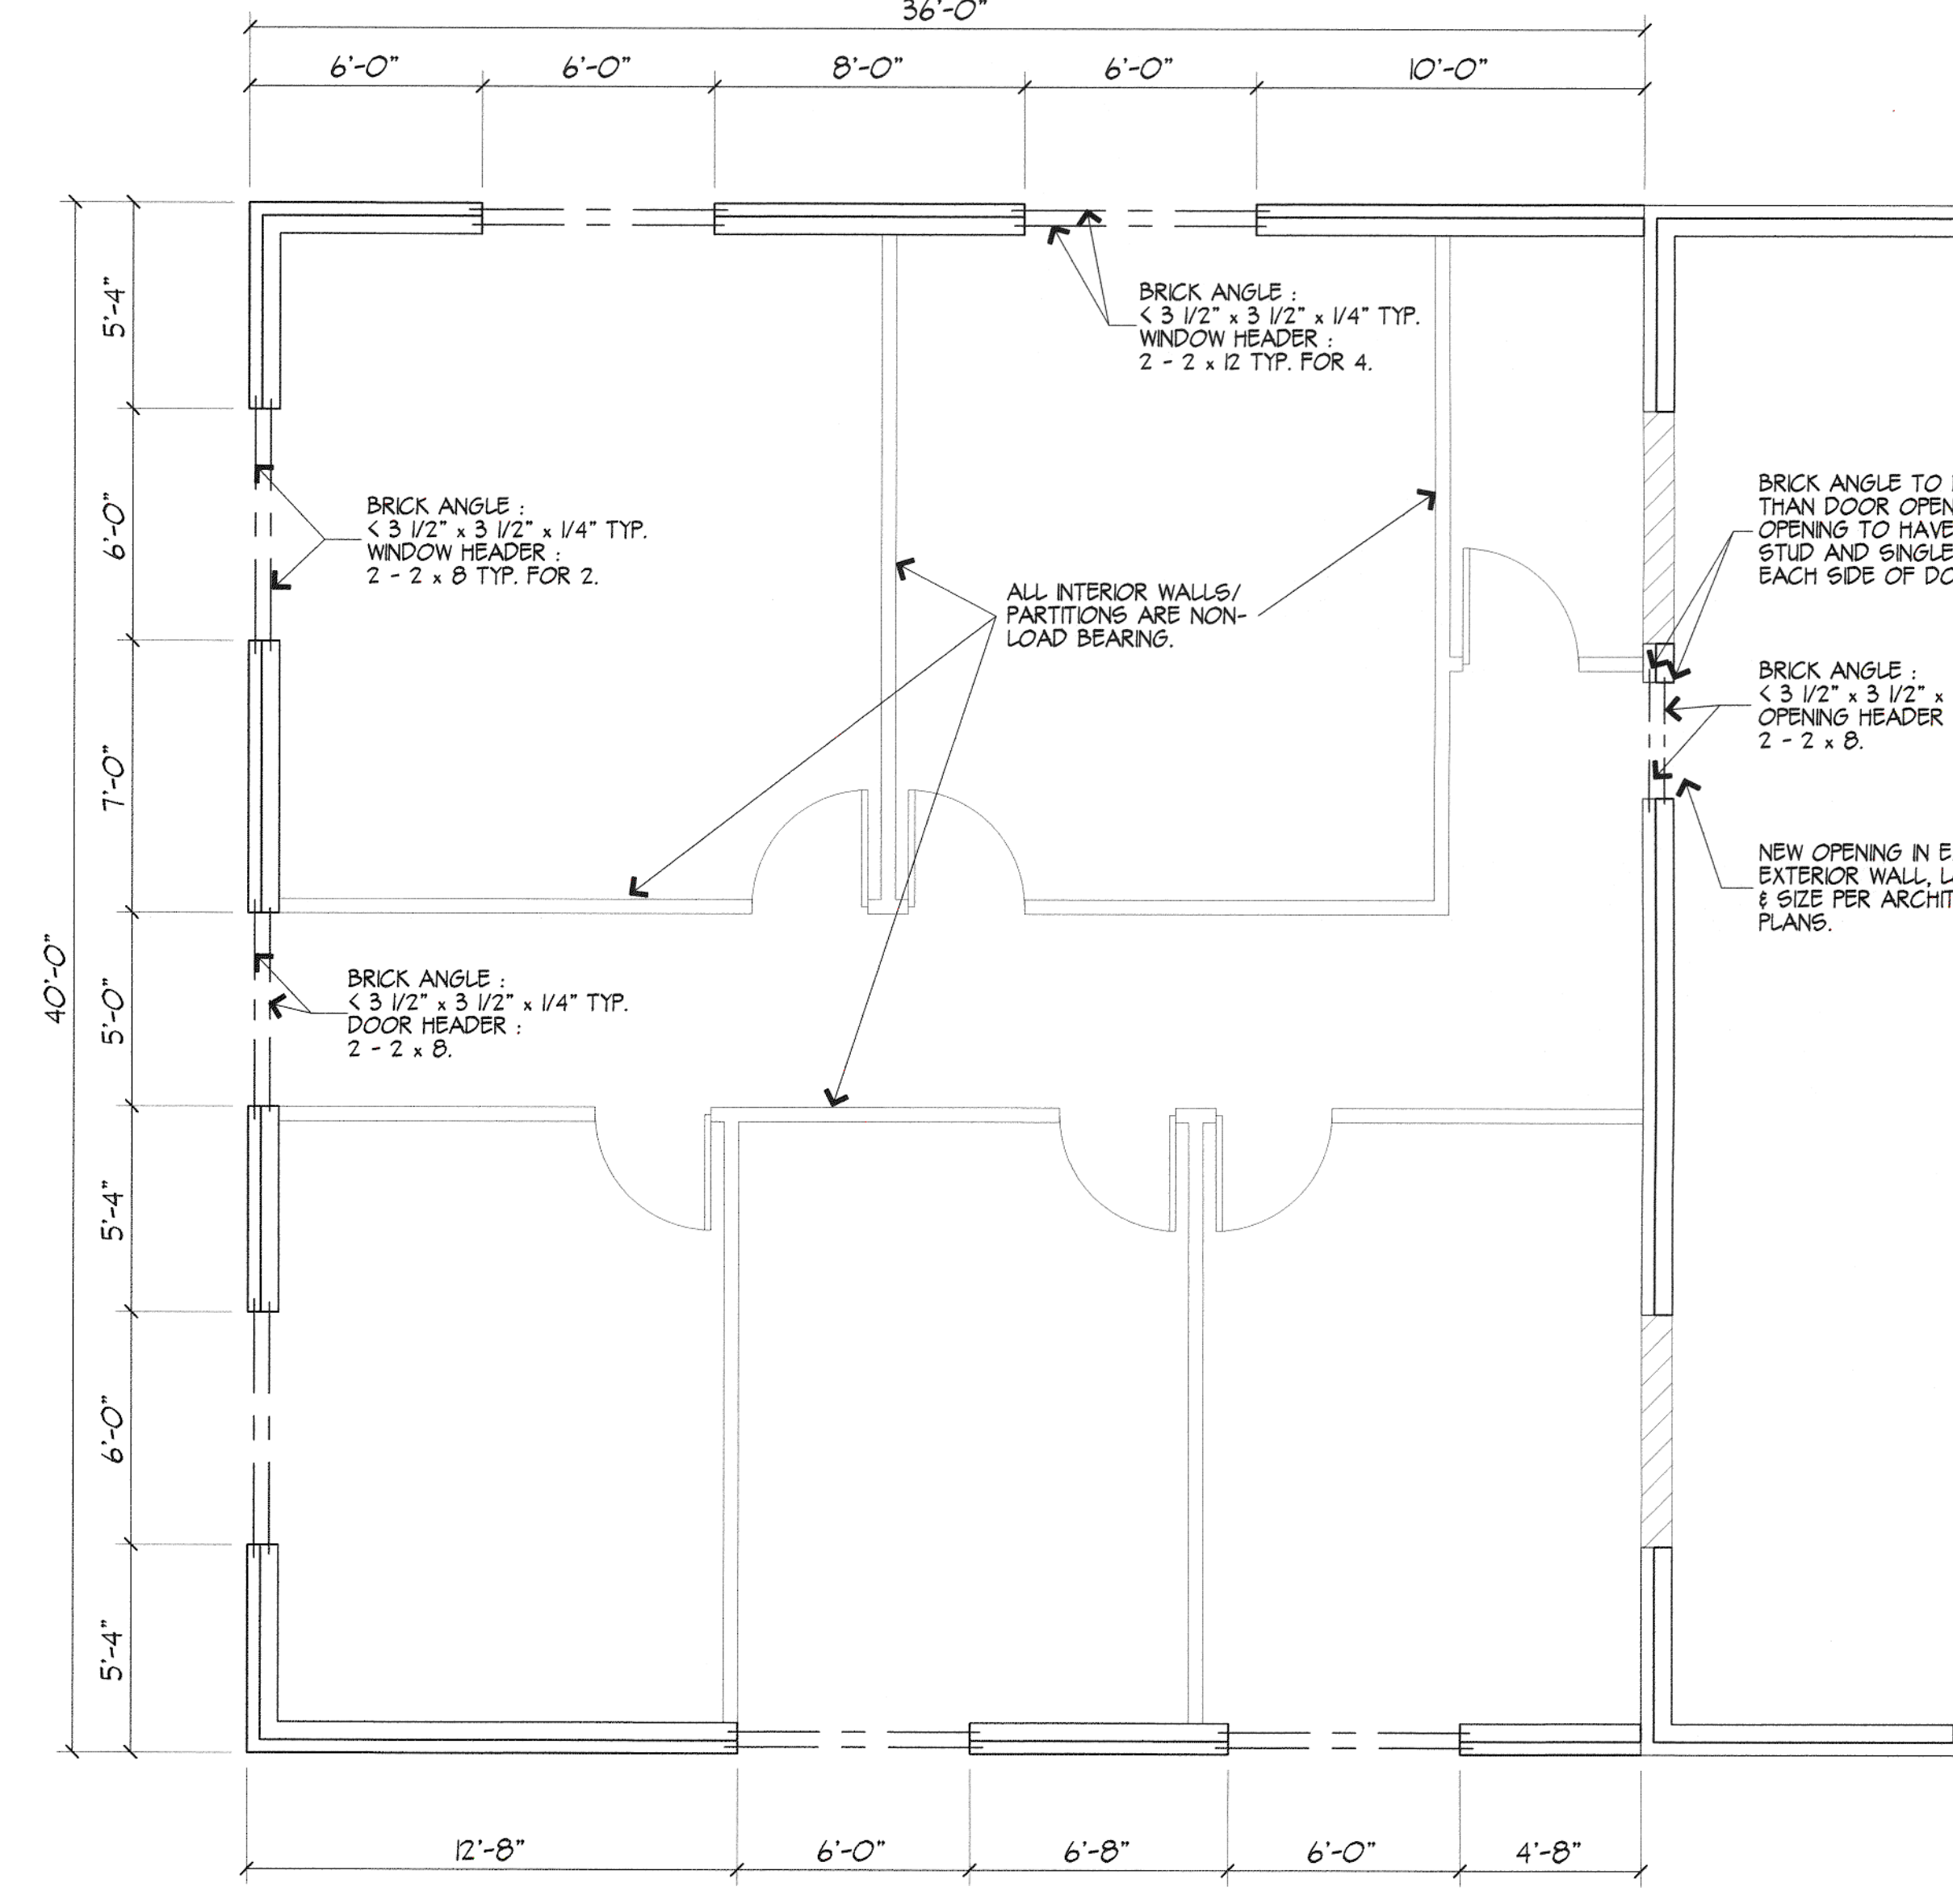 36'-0"
6'-0" 6'-0" 8'-0" 6'-0" 10'-0"
5'-4"
6'-0"
7'-0"
40'-0"
5'-0"
5'-4"
6'-0"
5'-4"
BRICK ANGLE :
< 3 1/2" x 3 1/2" x 1/4" TYP.
WINDOW HEADER :
2 - 2 x 12 TYP. FOR 4.
BRICK ANGLE :
< 3 1/2" x 3 1/2" x 1/4" TYP.
WINDOW HEADER :
2 - 2 x 8 TYP. FOR 2.
ALL INTERIOR WALLS/
PARTITIONS ARE NON-
LOAD BEARING.
BRICK ANGLE TO
THAN DOOR OPEN
OPENING TO HAVE
STUD AND SINGLE
EACH SIDE OF DO
BRICK ANGLE :
< 3 1/2" x 3 1/2" x
OPENING HEADER
2 - 2 x 8.
NEW OPENING IN E
EXTERIOR WALL, L
& SIZE PER ARCHIT
PLANS.
BRICK ANGLE :
< 3 1/2" x 3 1/2" x 1/4" TYP.
DOOR HEADER :
2 - 2 x 8.
12'-8" 6'-0" 6'-8" 6'-0" 4'-8"